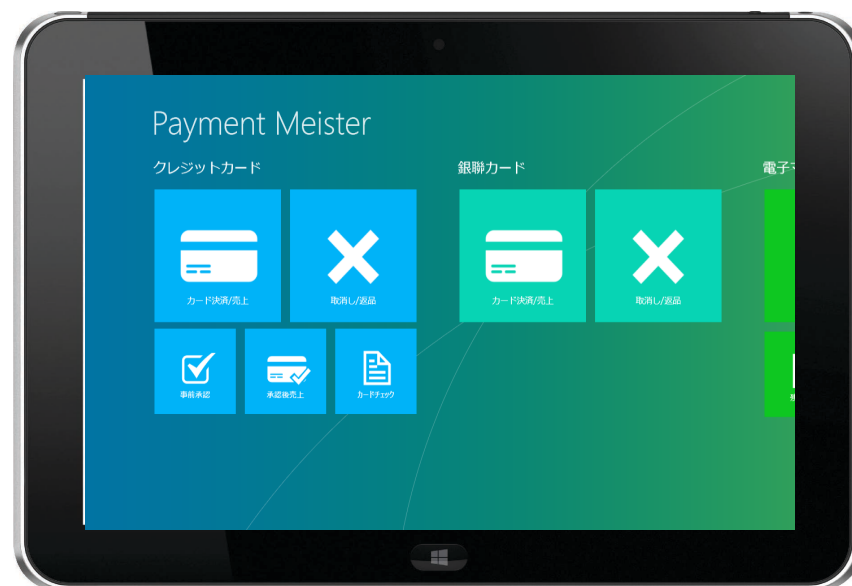 Payment Meister
クレジットカード
銀聯カード
電子
カード決済/売上
取消し/返品
カード決済/売上
取消し/返品
事前承認
承認後売上
カードチェック